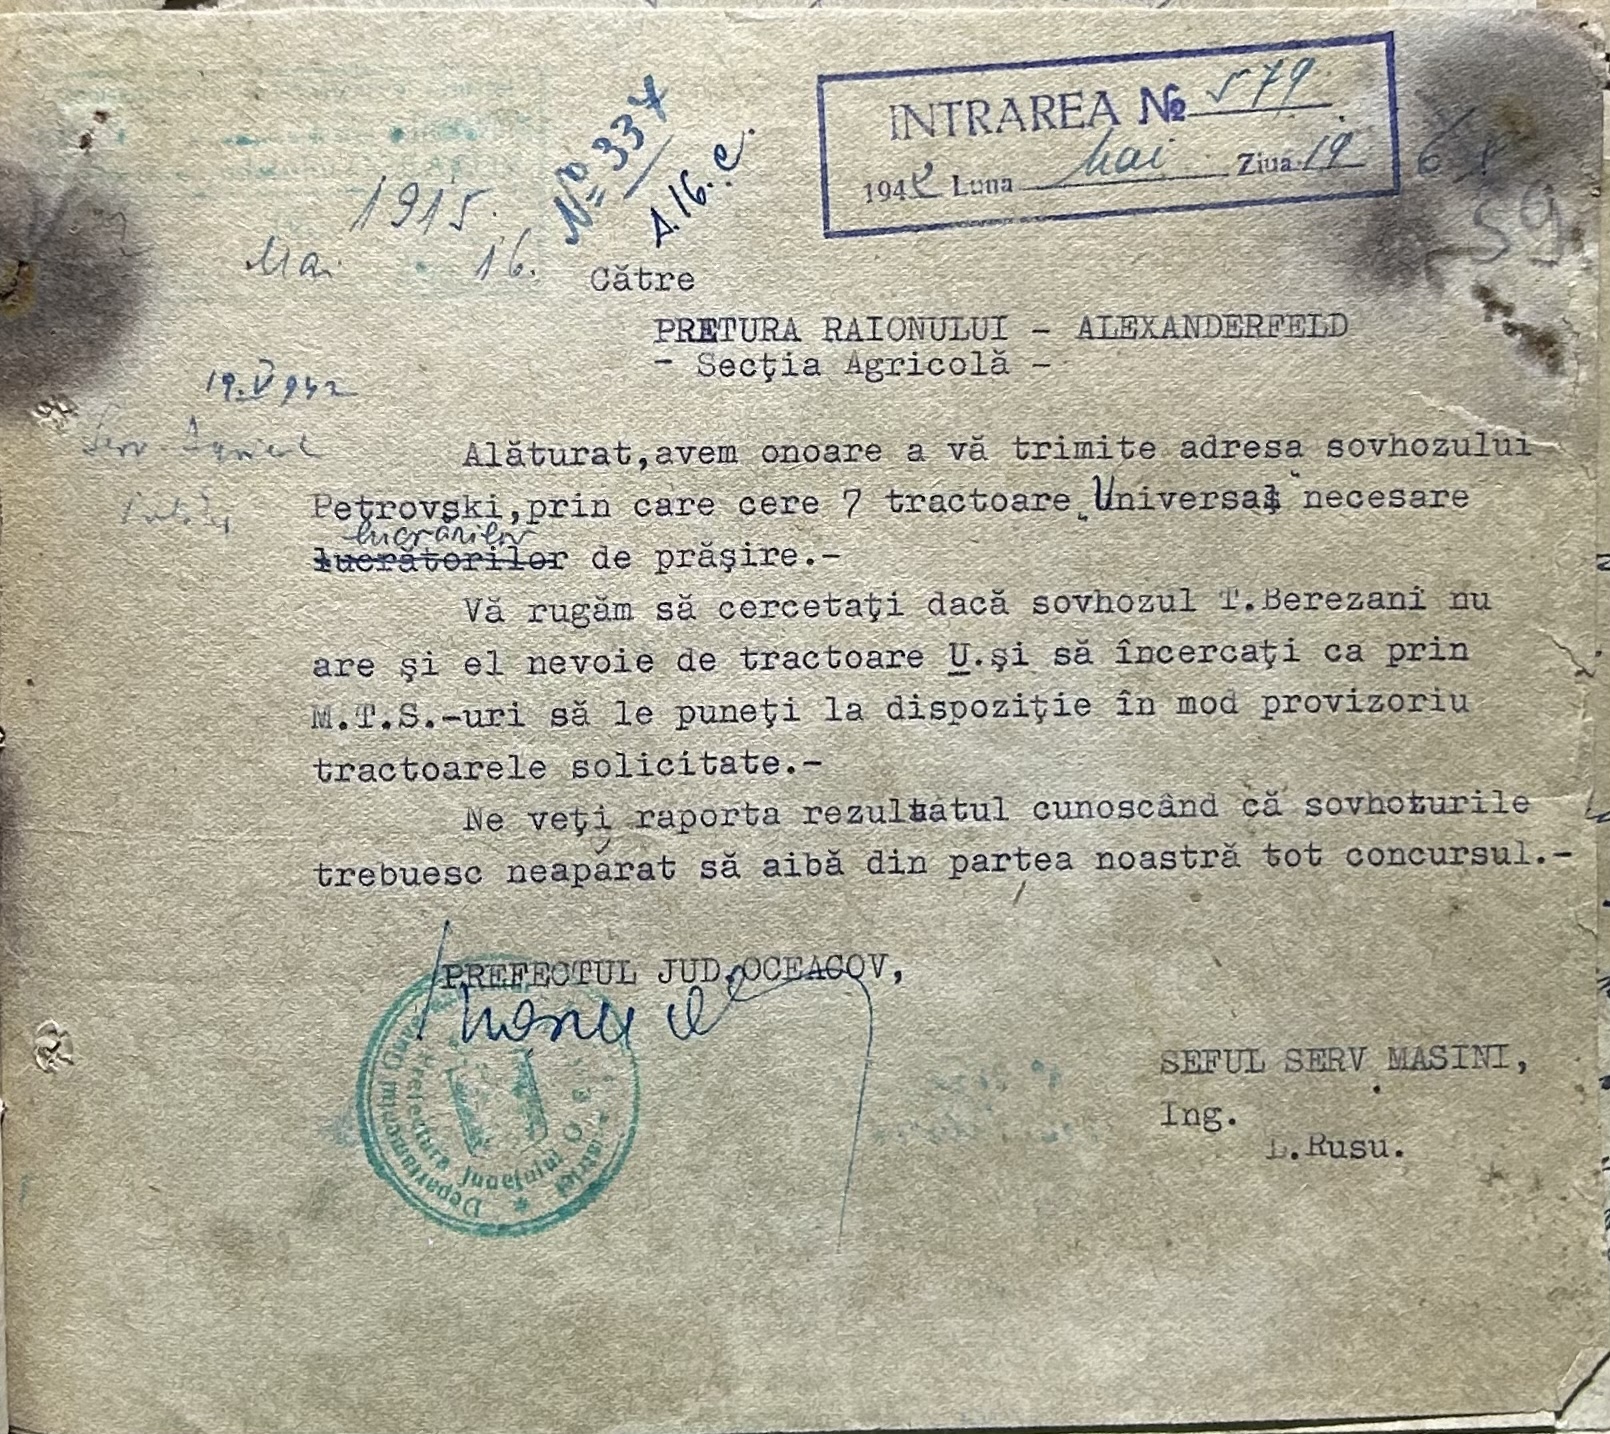 INTRAREA № 579
1942 Luna Mai Ziua 19
Nº 337
A.16.c.
1915.
Mai 16.
59
Către
PRETURA RAIONULUI - ALEXANDERFELD
- Secţia Agricolă -
19.V 942
Alăturat,avem onoare a vă trimite adresa sovhozului
Petrovski,prin care cere 7 tractoare „Universal" necesare
lucrărilor
lucrătorilor de prăşire.-
Vă rugăm să cercetaţi dacă sovhozul T.Berezani nu
are şi el nevoie de tractoare U.şi să încercaţi ca prin
M.T.S.-uri să le puneţi la dispoziţie în mod provizoriu
tractoarele solicitate.-
Ne veţi raporta rezultatul cunoscând că sovhozurile
trebuesc neapărat să aibă din partea noastră tot concursul.-
PREFECTUL JUD.OCEACOV,
Prefectura Judeţului O
SEFUL SERV MASINI,
Ing.
L.Rusu.